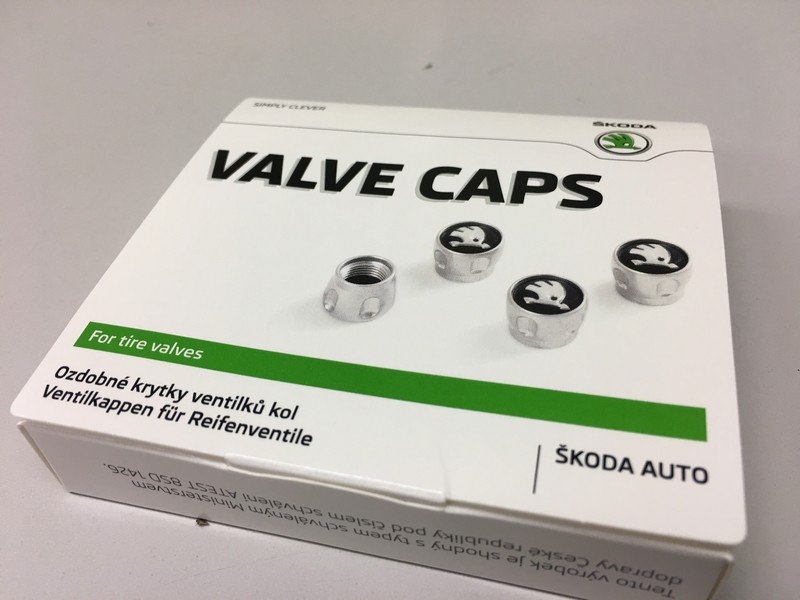 SIMPLY CLEVER
ŠKODA
VALVE CAPS
For tire valves
Ozdobné krytky ventilků kol
Ventilkappen für Reifenventile
ŠKODA AUTO
Tento výrobek je shodný s typem schváleným Ministerstvem
dopravy České republiky pod číslem schválení ATEST 8SD 1426.